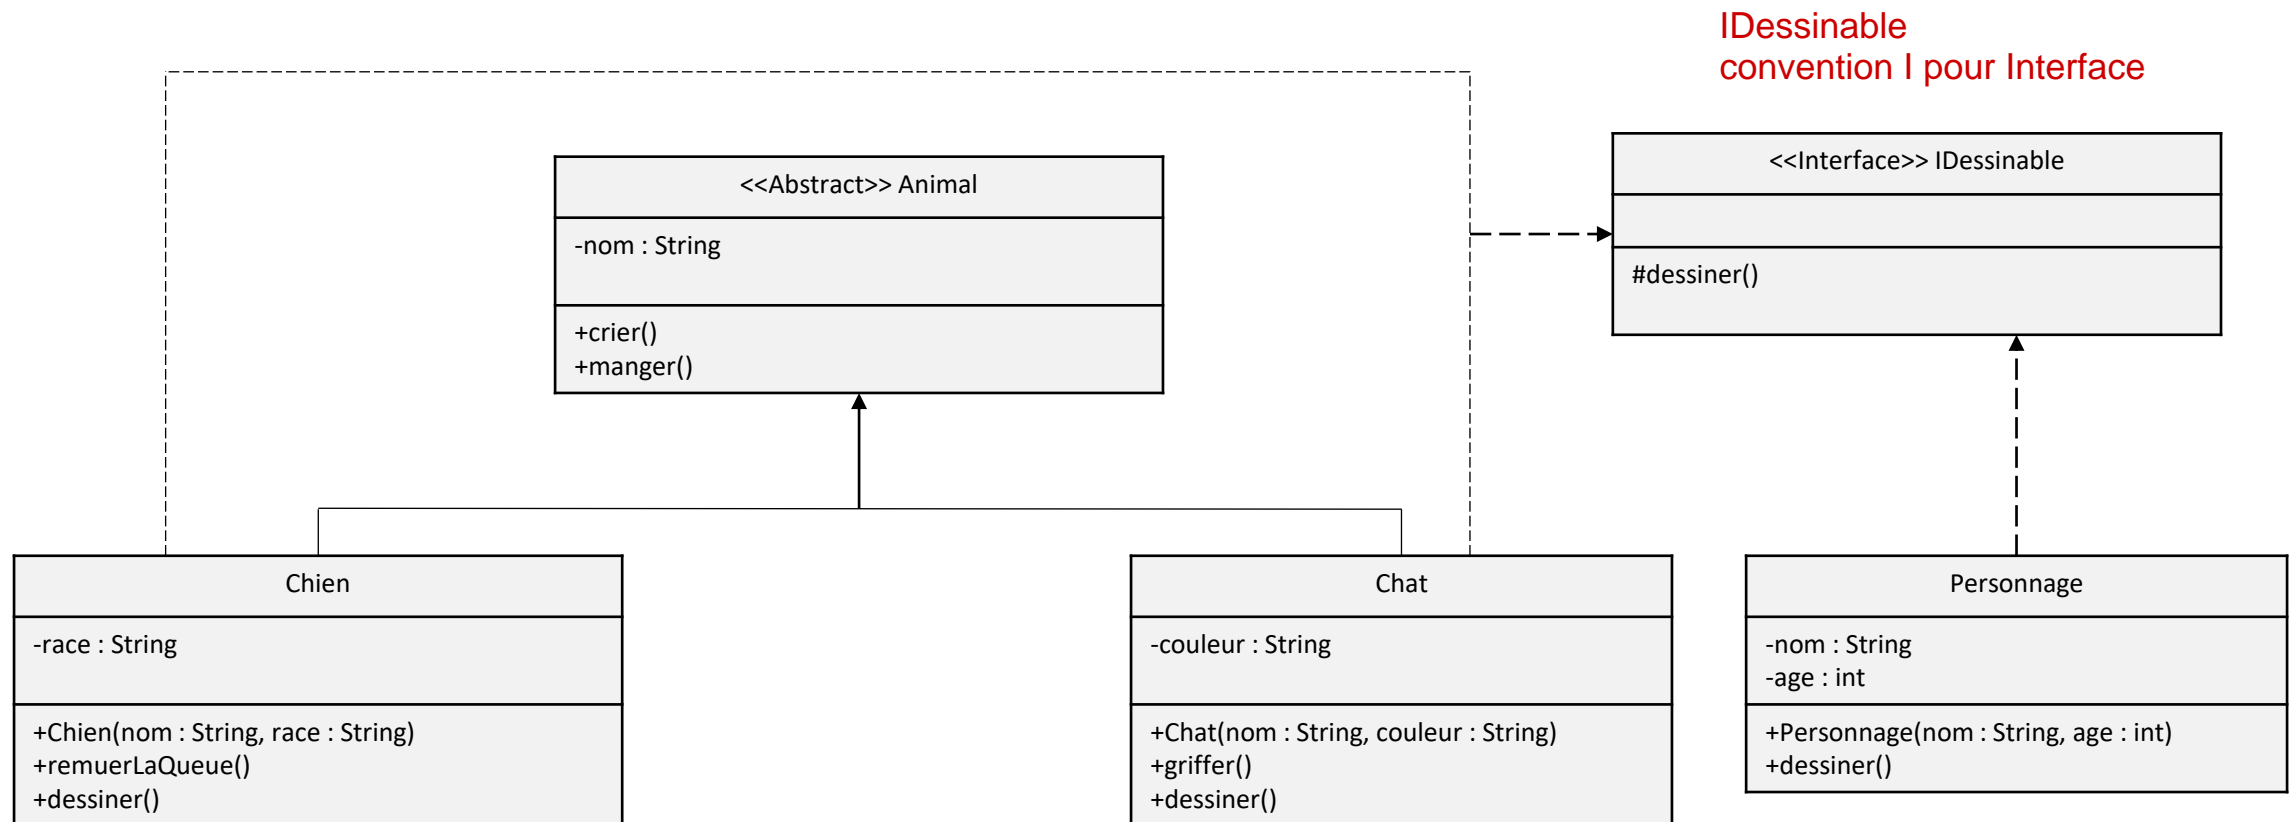 IDessinable
convention I pour Interface
<<Interface>> IDessinable
#dessiner()
<<Abstract>> Animal
-nom : String
+crier()
+manger()
Chien
-race : String
+Chien(nom : String, race : String)
+remuerLaQueue()
+dessiner()
Chat
-couleur : String
+Chat(nom : String, couleur : String)
+griffer()
+dessiner()
Personnage
-nom : String
-age : int
+Personnage(nom : String, age : int)
+dessiner()